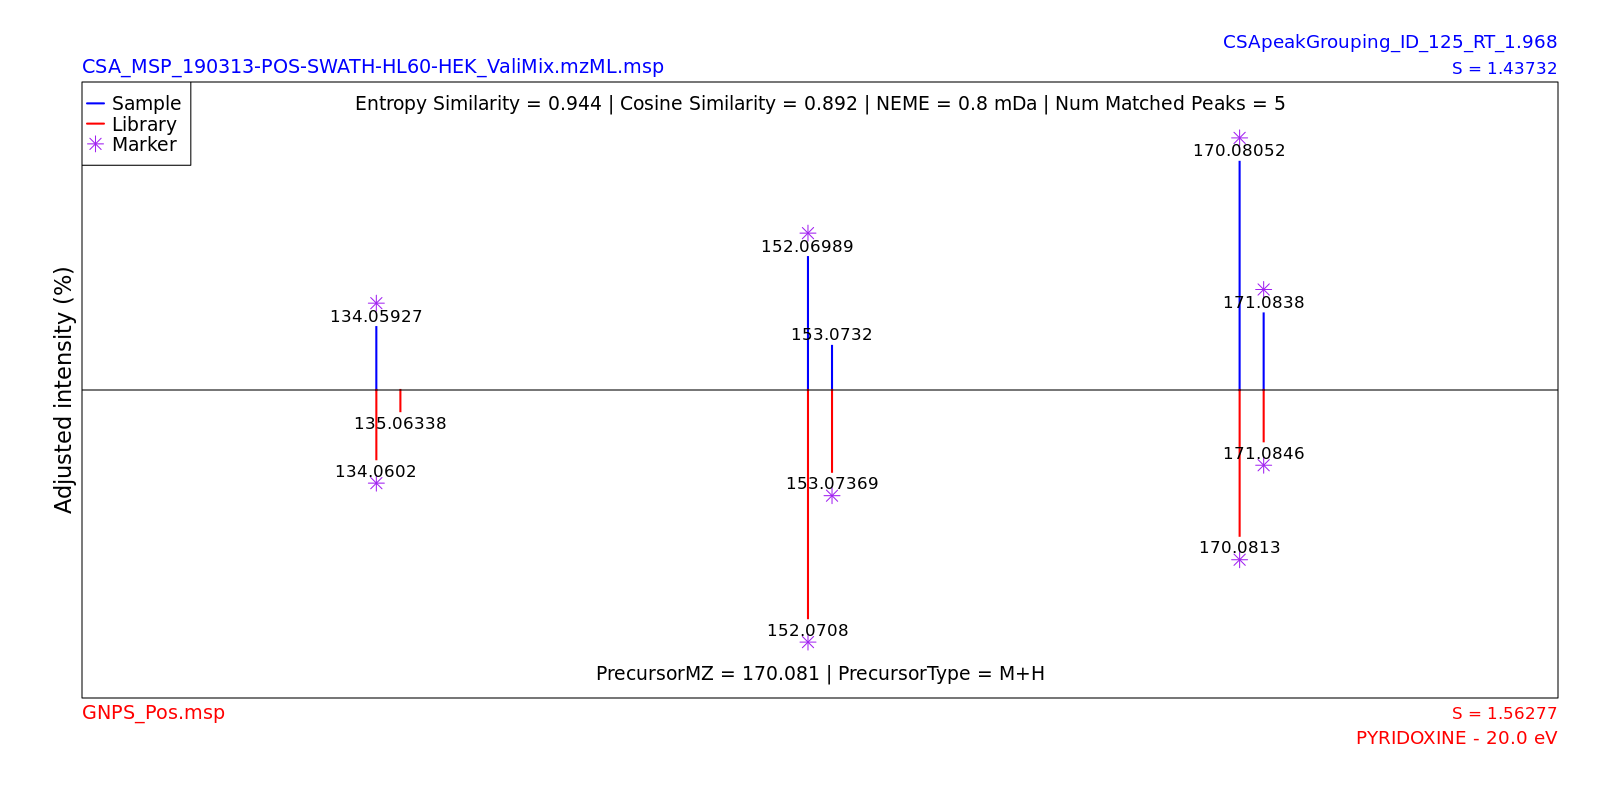 CSApeakGrouping_ID_125_RT_1.968
CSA_MSP_190313-POS-SWATH-HL60-HEK_ValiMix.mzML.msp
S = 1.43732
Sample
Library
Marker
Entropy Similarity = 0.944 | Cosine Similarity = 0.892 | NEME = 0.8 mDa | Num Matched Peaks = 5
170.08052
152.06989
171.0838
134.05927
153.0732
Adjusted intensity (%)
135.06338
171.0846
134.0602
153.07369
170.0813
152.0708
PrecursorMZ = 170.081 | PrecursorType = M+H
GNPS_Pos.msp
S = 1.56277
PYRIDOXINE - 20.0 eV